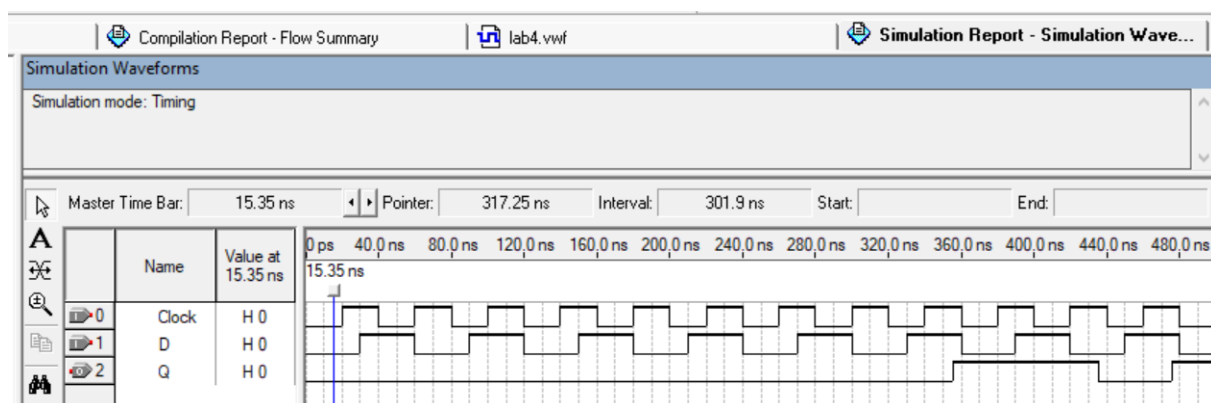 Compilation Report - Flow Summary lab4.vwf Simulation Report - Simulation Wave...
Simulation Waveforms
Simulation mode: Timing
Master Time Bar: 15.35 ns Pointer: 317.25 ns Interval: 301.9 ns Start: End:
A
Name Value at 15.35 ns
0 ps 40.0 ns 80.0 ns 120.0 ns 160.0 ns 200.0 ns 240.0 ns 280.0 ns 320.0 ns 360.0 ns 400.0 ns 440.0 ns 480.0 ns
15.35 ns
0 Clock H 0
1 D H 0
2 Q H 0